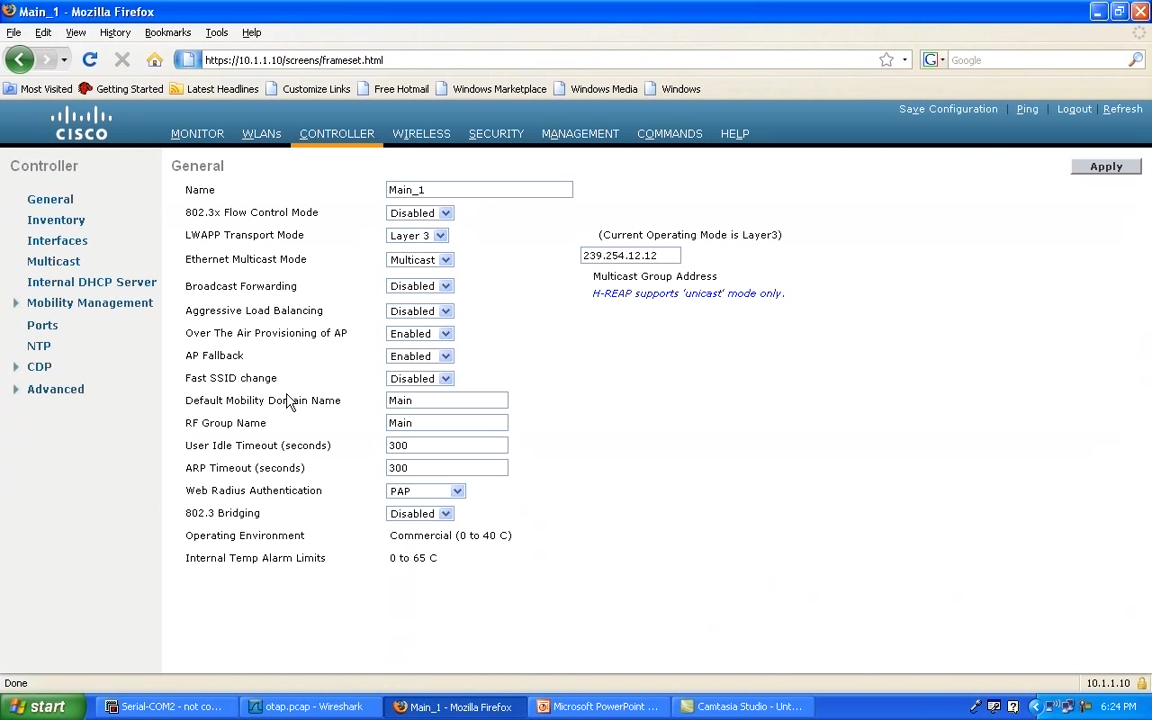 Main_1 - Mozilla Firefox
File Edit View History Bookmarks Tools Help
https://10.1.1.10/screens/frameset.html
G Google
Most Visited Getting Started Latest Headlines Customize Links Free Hotmail Windows Marketplace Windows Media Windows
Save Configuration Ping Logout Refresh
CISCO
MONITOR WLANs CONTROLLER WIRELESS SECURITY MANAGEMENT COMMANDS HELP
Controller
General
Inventory
Interfaces
Multicast
Internal DHCP Server
Mobility Management
Ports
NTP
CDP
Advanced
General
Apply
Name Main_1
802.3x Flow Control Mode Disabled
LWAPP Transport Mode Layer 3 (Current Operating Mode is Layer3)
Ethernet Multicast Mode Multicast 239.254.12.12
Multicast Group Address
Broadcast Forwarding Disabled H-REAP supports 'unicast' mode only.
Aggressive Load Balancing Disabled
Over The Air Provisioning of AP Enabled
AP Fallback Enabled
Fast SSID change Disabled
Default Mobility Domain Name Main
RF Group Name Main
User Idle Timeout (seconds) 300
ARP Timeout (seconds) 300
Web Radius Authentication PAP
802.3 Bridging Disabled
Operating Environment Commercial (0 to 40 C)
Internal Temp Alarm Limits 0 to 65 C
Done 10.1.1.10
start Serial-COM2 - not co... otap.pcap - Wireshark Main_1 - Mozilla Firefox Microsoft PowerPoint ... Camtasia Studio - Unt... 6:24 PM